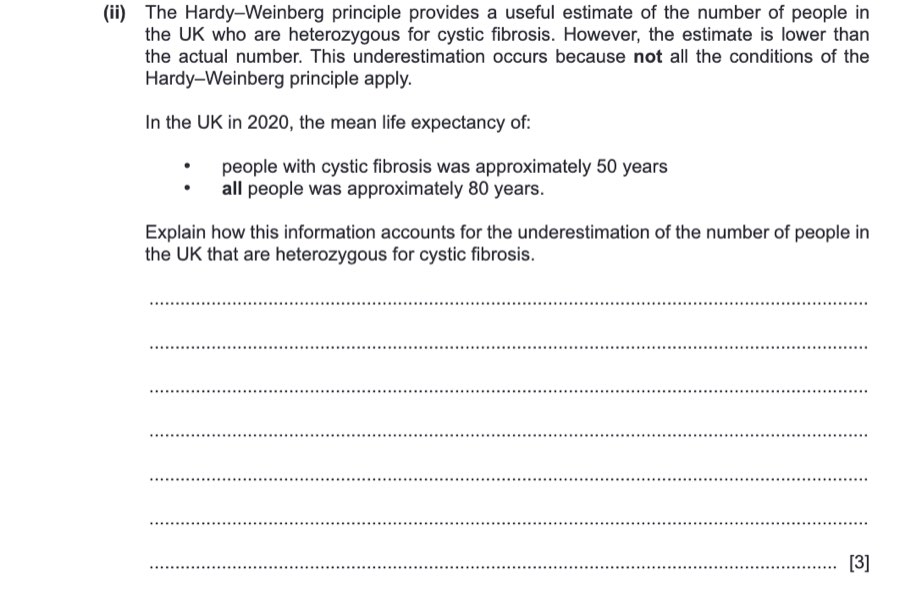 (ii) The Hardy–Weinberg principle provides a useful estimate of the number of people in
the UK who are heterozygous for cystic fibrosis. However, the estimate is lower than
the actual number. This underestimation occurs because not all the conditions of the
Hardy–Weinberg principle apply.
In the UK in 2020, the mean life expectancy of:
• people with cystic fibrosis was approximately 50 years
• all people was approximately 80 years.
Explain how this information accounts for the underestimation of the number of people in
the UK that are heterozygous for cystic fibrosis.
[3]